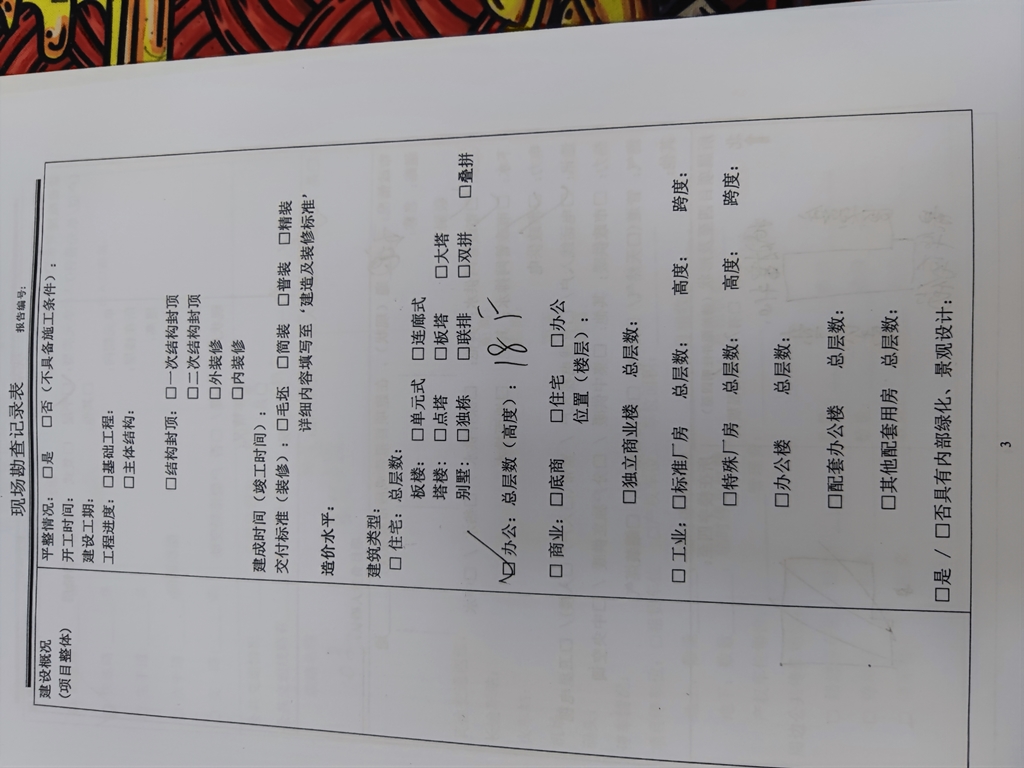 现场勘查记录表
报告编号:
建设概况
(项目整体)
平整情况: □是 □否(不具备施工条件):
开工时间:
建设工期:
工程进度: □基础工程:
□主体结构:
□结构封顶: □一次结构封顶
□二次结构封顶
□外装修
□内装修
建成时间(竣工时间):
交付标准(装修): □毛坯 □简装 □普装 □精装
详细内容填写至‘建造及装修标准’
造价水平:
建筑类型:
□住宅: 总层数:
板楼: □单元式 □连廊式
塔楼: □点塔 □板塔 □大塔
别墅: □独栋 □联排 □双拼 □叠拼
☑办公: 总层数(高度): 18F
□商业: □底商 □住宅 □办公
位置(楼层):
□独立商业楼 总层数:
□工业: □标准厂房 总层数: 高度: 跨度:
□特殊厂房 总层数: 高度: 跨度:
□办公楼 总层数:
□配套办公楼 总层数:
□其他配套用房 总层数:
□是 / □否具有内部绿化、景观设计:
3